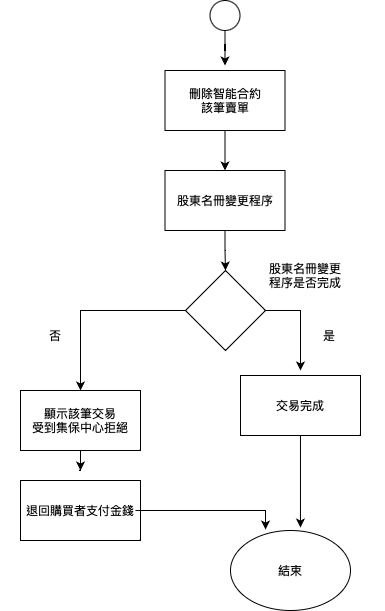 刪除智能合約
該筆賣單
股東名冊變更程序
股東名冊變更
程序是否完成
否
是
顯示該筆交易
受到集保中心拒絕
交易完成
退回購買者支付金錢
結束